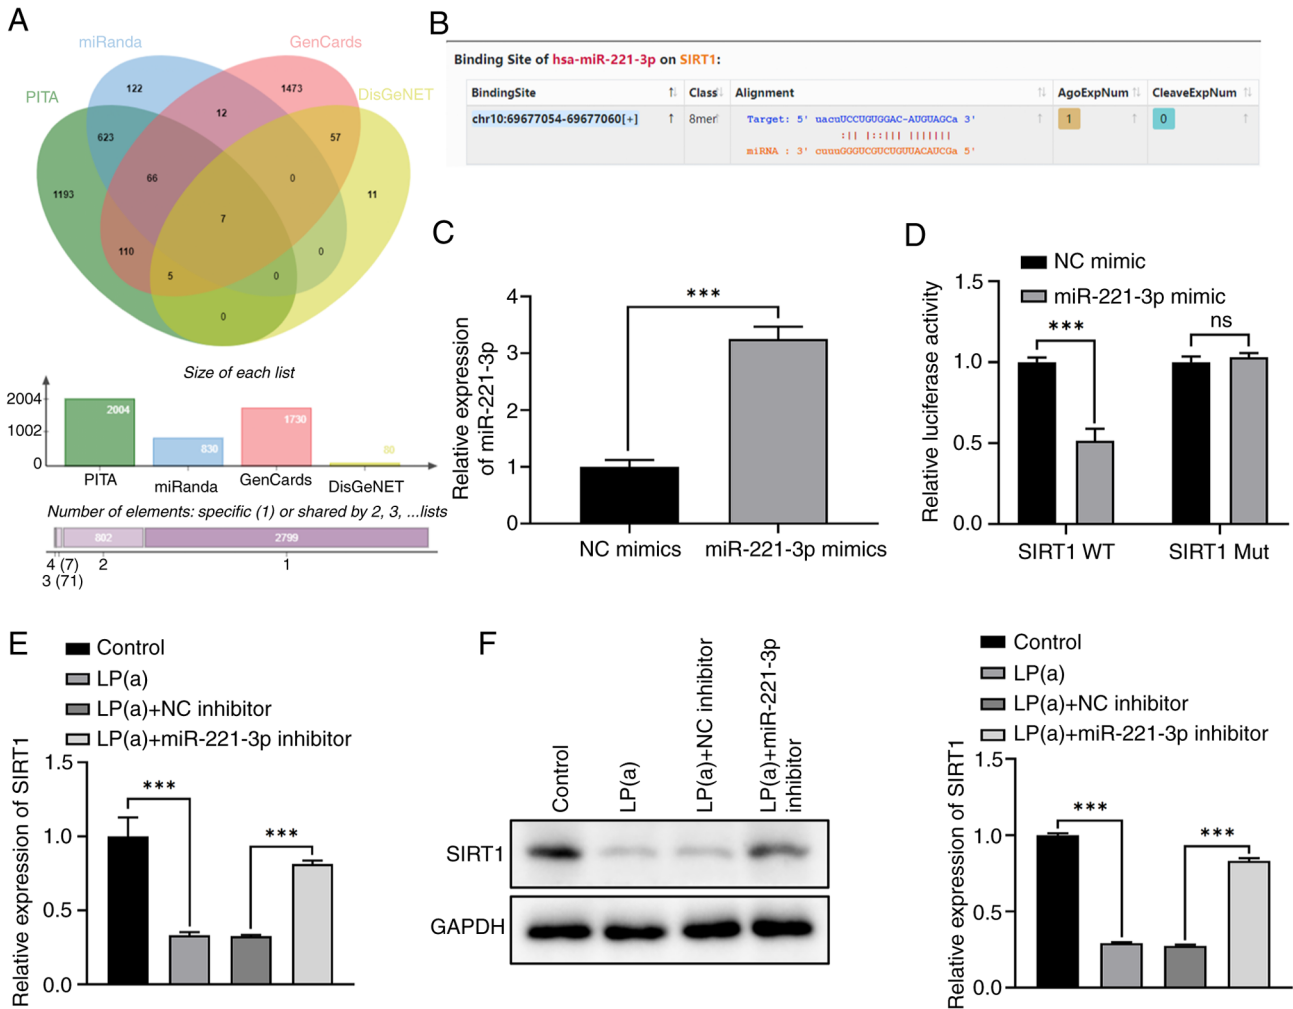 A
miRanda
GenCards
PITA
DisGeNET
122
1473
12
623
57
66
0
1193
11
7
110
0
5
0
0
Size of each list
2004
1002
0
2004
830
1730
80
PITA
miRanda
GenCards
DisGeNET
Number of elements: specific (1) or shared by 2, 3, ...lists
802
2799
4 (7)
2
1
3 (71)
B
Binding Site of hsa-miR-221-3p on SIRT1:
BindingSite Class Alignment AgoExpNum CleaveExpNum
chr10:69677054-69677060[+] 8mer 1 0
Target: 5' uacuUCCUGUGGAC-AUGUAGCa 3'
:|| |::||| |||||||
miRNA : 3' cuuuGGGUCGUCUGUUACAUCGa 5'
C
Relative expression
of miR-221-3p
4
3
2
1
0
***
NC mimics
miR-221-3p mimics
D
NC mimic
miR-221-3p mimic
Relative luciferase activity
1.5
1.0
0.5
0.0
***
ns
SIRT1 WT
SIRT1 Mut
E
Control
LP(a)
LP(a)+NC inhibitor
LP(a)+miR-221-3p inhibitor
Relative expression of SIRT1
1.5
1.0
0.5
0.0
***
***
F
Control
LP(a)
LP(a)+NC inhibitor
LP(a)+miR-221-3p
inhibitor
SIRT1
GAPDH
Control
LP(a)
LP(a)+NC inhibitor
LP(a)+miR-221-3p inhibitor
Relative expression of SIRT1
1.5
1.0
0.5
0.0
***
***